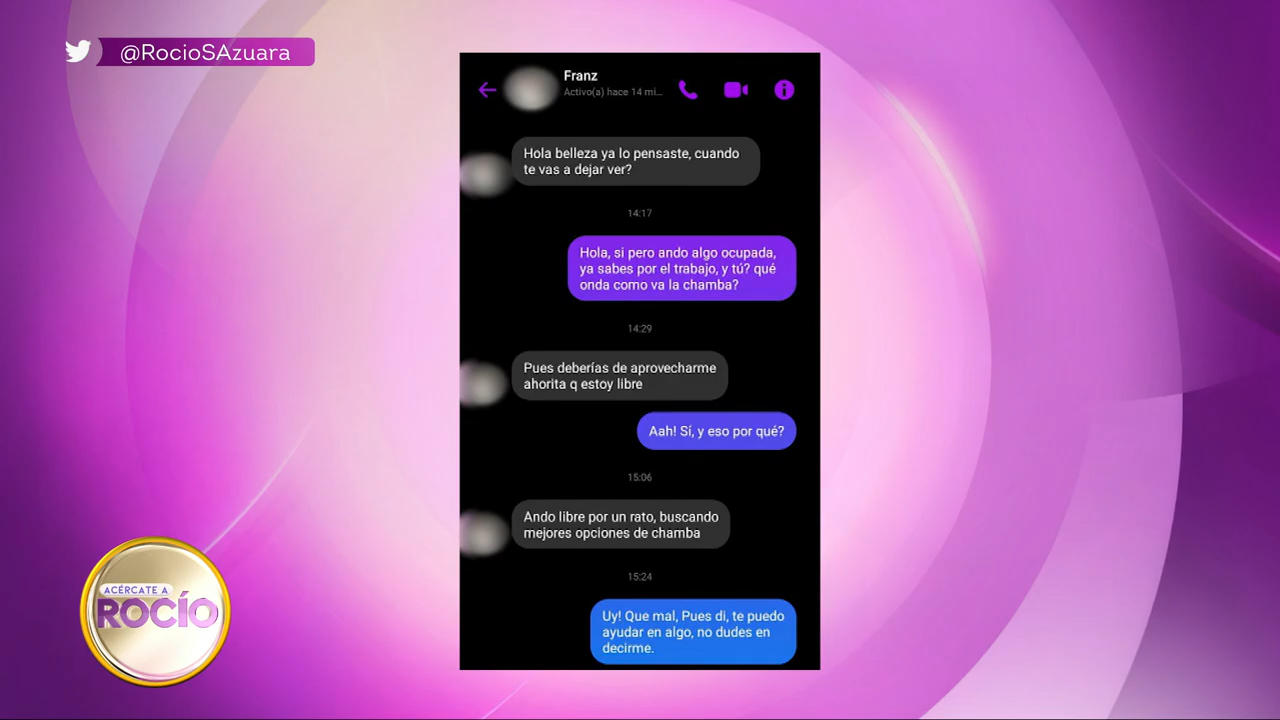 @RocioSAzuara
Franz
Activo(a) hace 14 mi...
Hola belleza ya lo pensaste, cuando
te vas a dejar ver?
14:17
Hola, si pero ando algo ocupada,
ya sabes por el trabajo, y tú? qué
onda como va la chamba?
14:29
Pues deberías de aprovecharme
ahorita q estoy libre
Aah! Sí, y eso por qué?
15:06
Ando libre por un rato, buscando
mejores opciones de chamba
15:24
Uy! Que mal, Pues di, te puedo
ayudar en algo, no dudes en
decirme.
ACÉRCATE A
ROCÍO